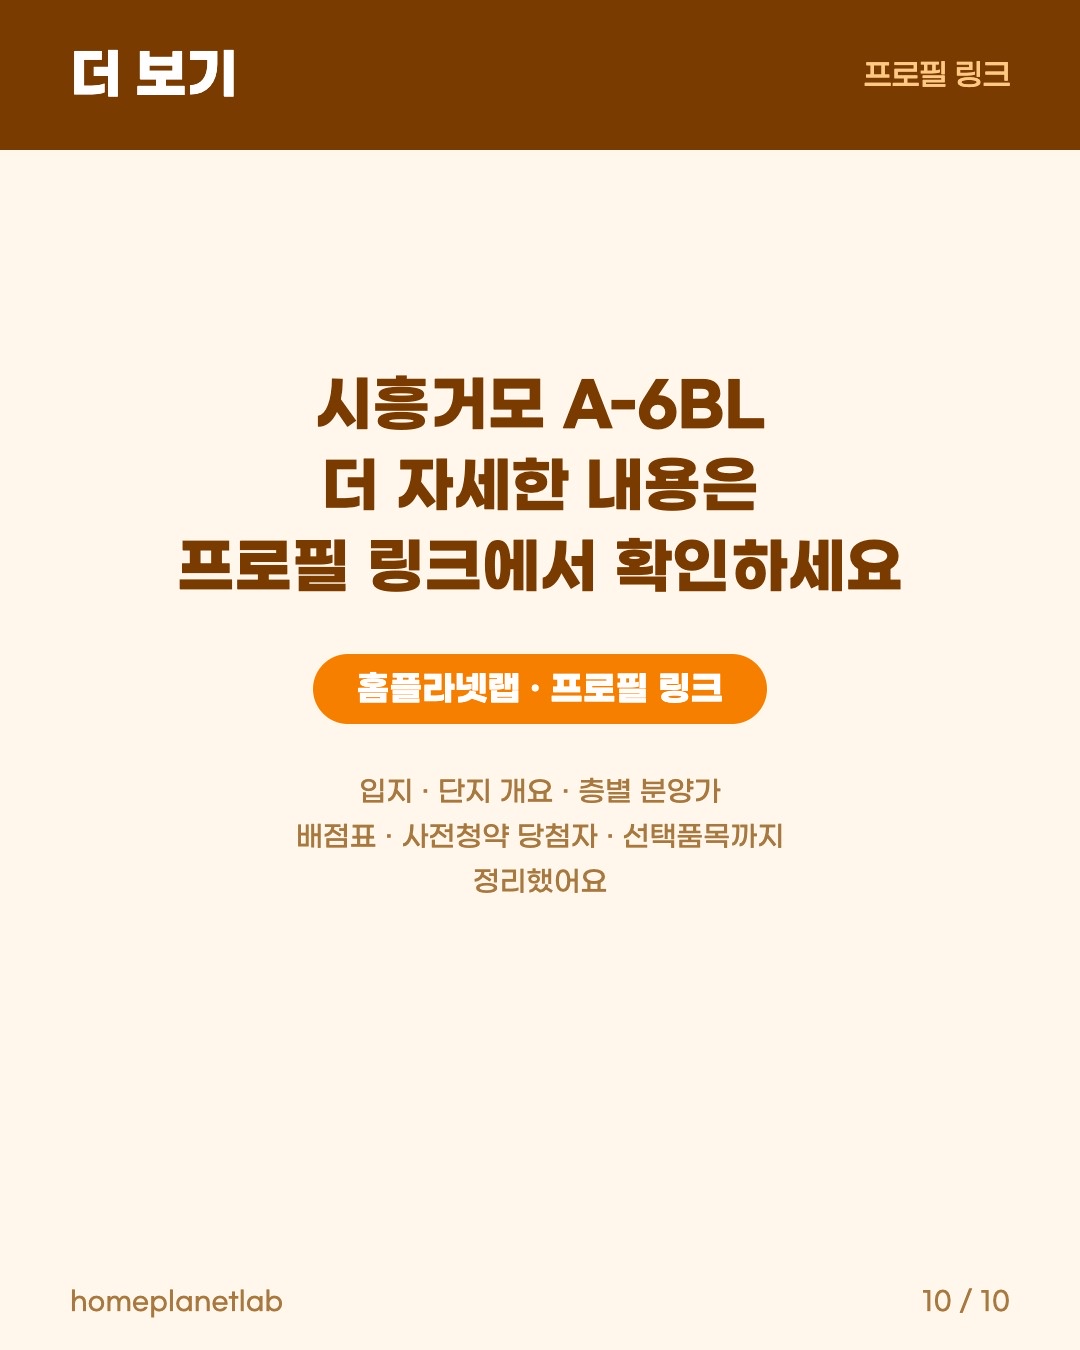 더 보기
프로필 링크
시흥거모 A-6BL
더 자세한 내용은
프로필 링크에서 확인하세요
홈플라넷랩 · 프로필 링크
입지 · 단지 개요 · 층별 분양가
배점표 · 사전청약 당첨자 · 선택품목까지
정리했어요
homeplanetlab
10 / 10